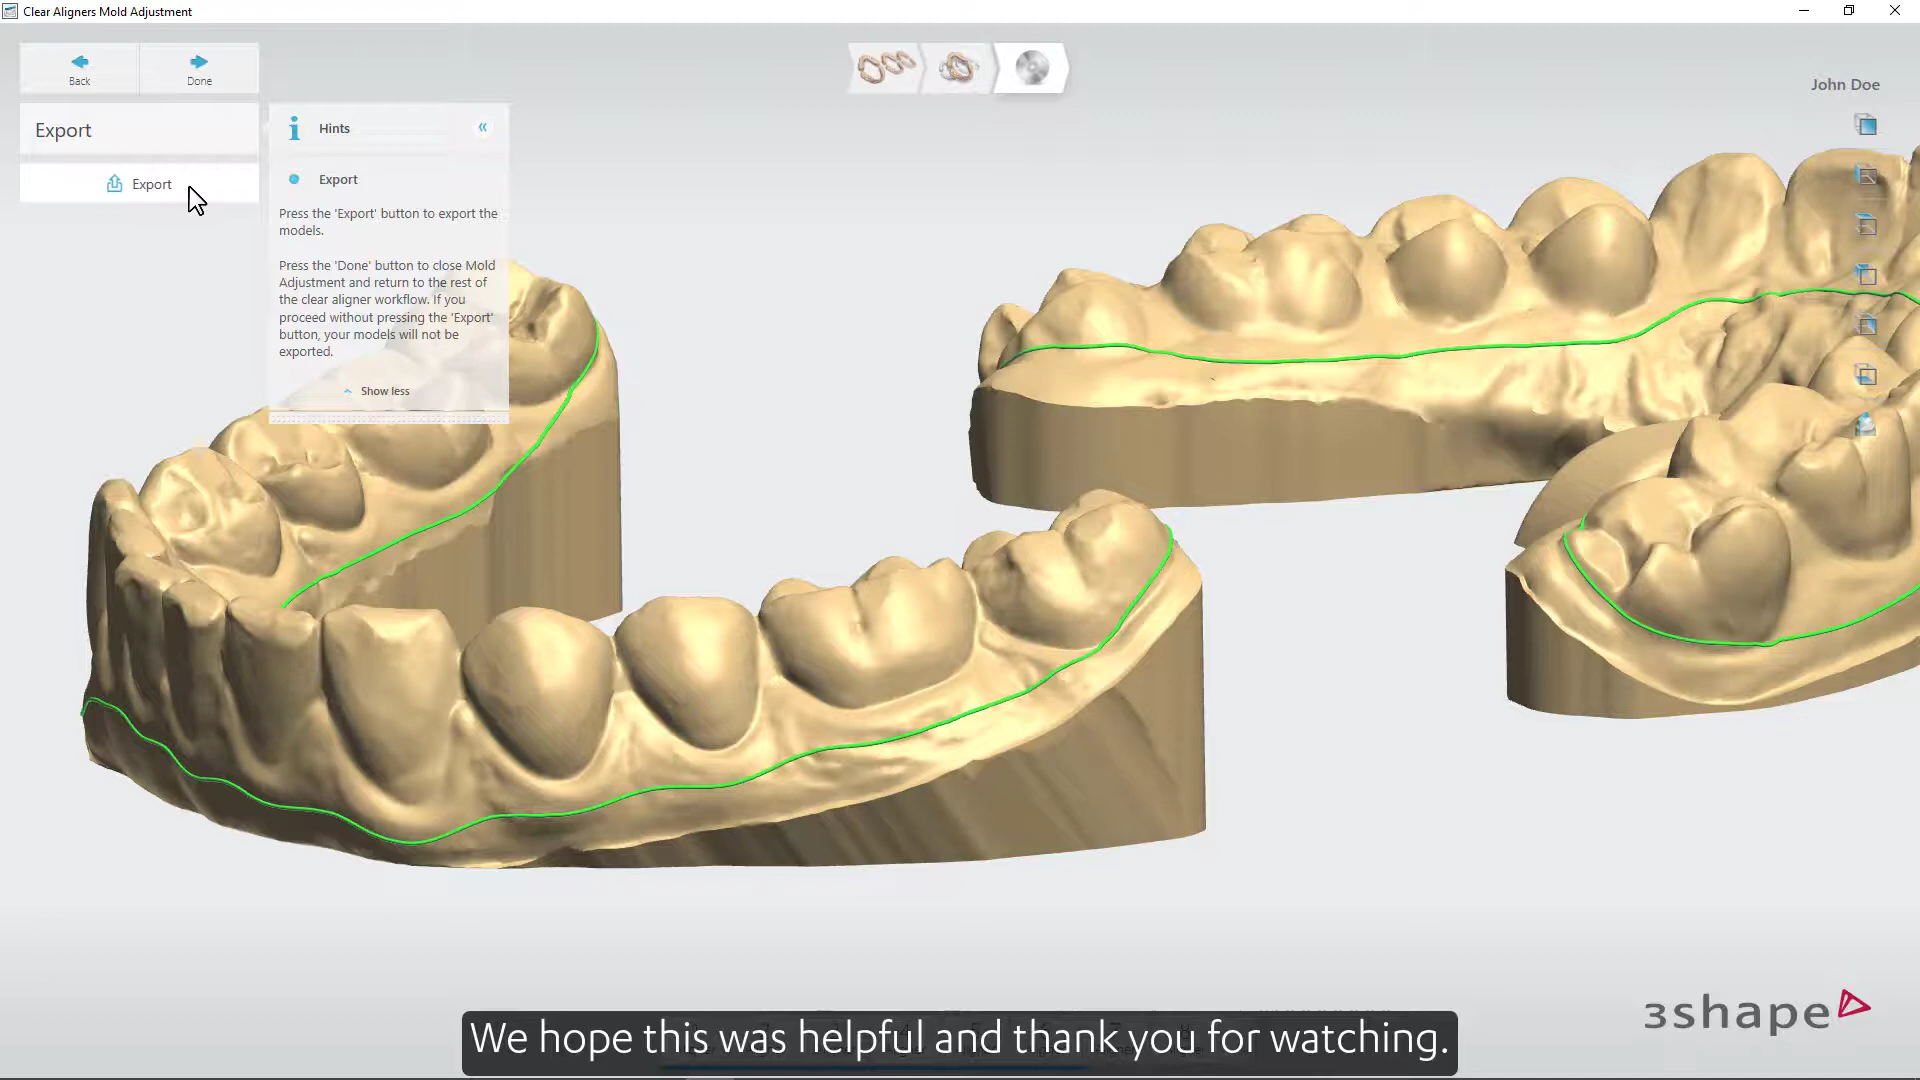 Clear Aligners Mold Adjustment
Back
Done
John Doe
Export
Hints
Export
Export
Press the 'Export' button to export the
models.
Press the 'Done' button to close Mold
Adjustment and return to the rest of
the clear aligner workflow. If you
proceed without pressing the 'Export'
button, your models will not be
exported.
Show less
3shape
We hope this was helpful and thank you for watching.